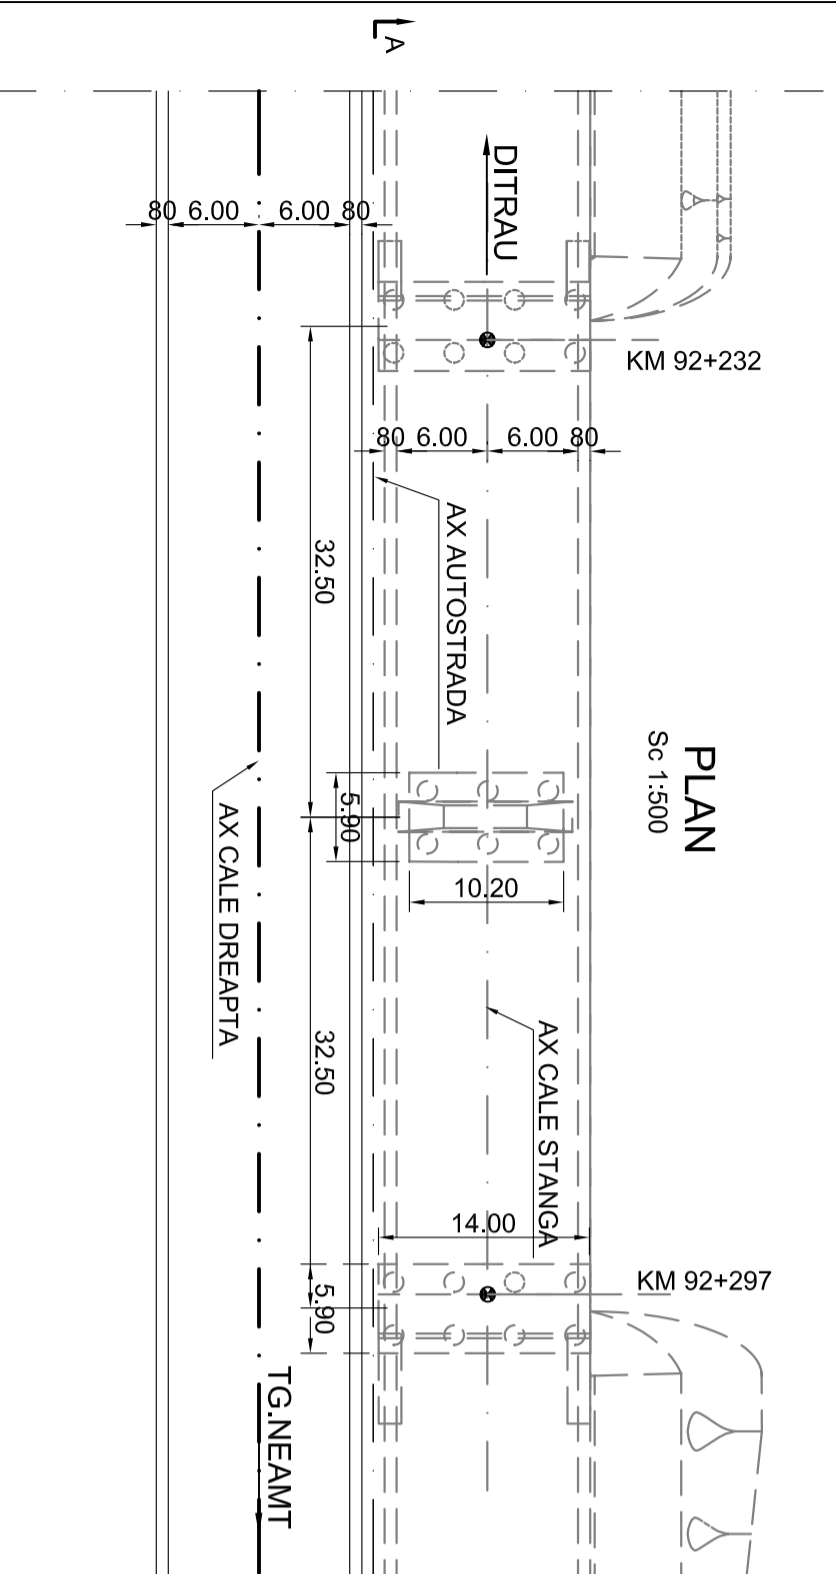 A
DITRAU
80 6.00 6.00 80
KM 92+232
80 6.00 6.00 80
AX AUTOSTRADA
32.50
PLAN
Sc 1:500
5.90
AX CALE DREAPTA
10.20
AX CALE STANGA
32.50
14.00
KM 92+297
5.90
TG.NEAMT